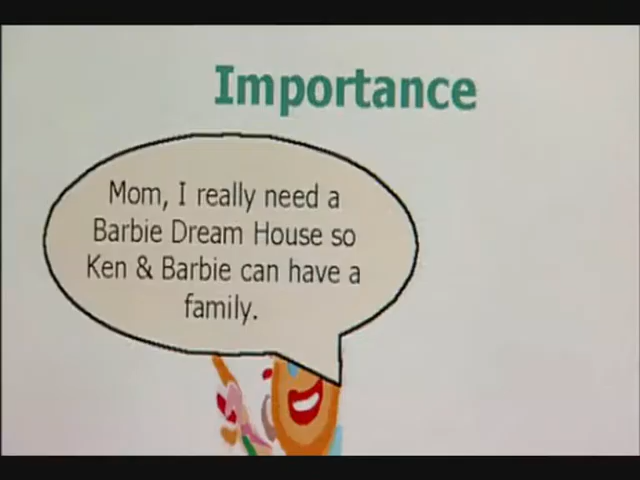 Importance
Mom, I really need a
Barbie Dream House so
Ken & Barbie can have a
family.